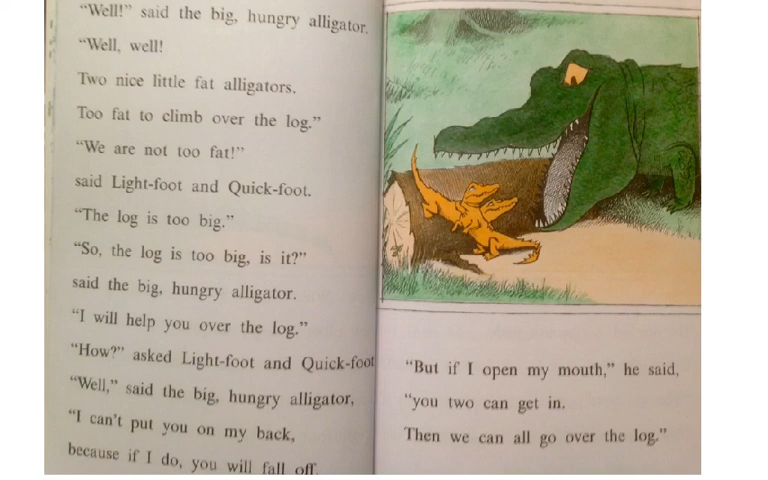 “Well!” said the big, hungry alligator.
“Well, well!
Two nice little fat alligators.
Too fat to climb over the log.”
“We are not too fat!”
said Light-foot and Quick-foot.
“The log is too big.”
“So, the log is too big, is it?”
said the big, hungry alligator.
“I will help you over the log.”
“How?” asked Light-foot and Quick-foot.
“Well,” said the big, hungry alligator,
“I can’t put you on my back,
because if I do, you will fall off.
“But if I open my mouth,” he said,
“you two can get in.
Then we can all go over the log.”